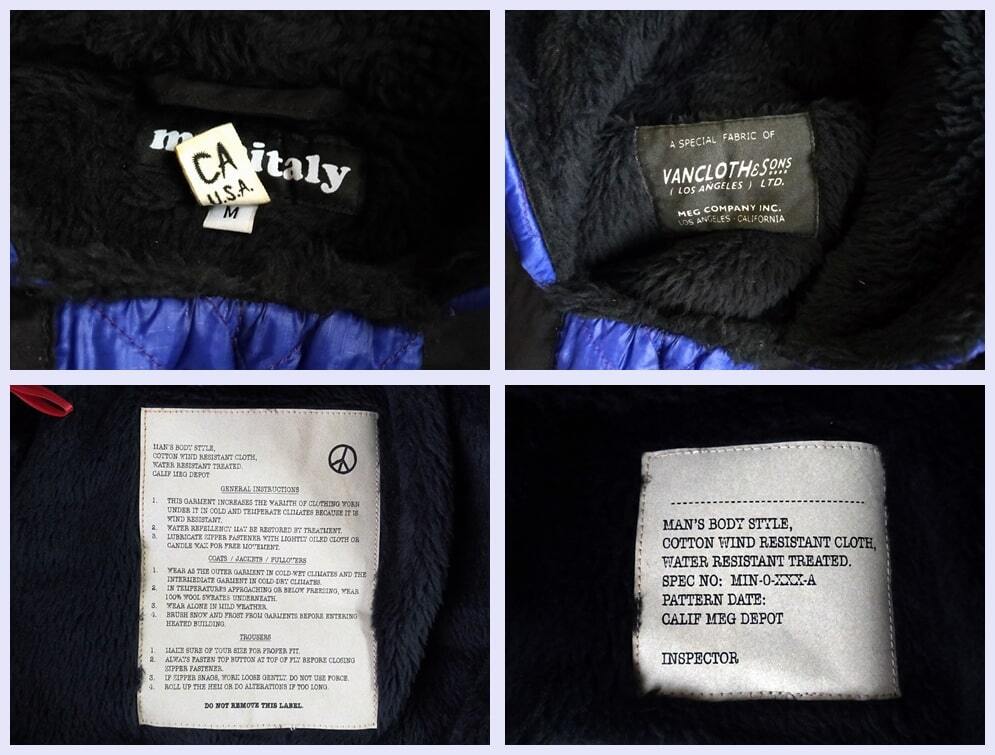 italy
CA
U.S.A.
M
A SPECIAL FABRIC OF
VANCLOTH & SONS
( LOS ANGELES ) LTD.
MEG COMPANY INC.
LOS ANGELES · CALIFORNIA
MAN'S BODY STYLE,
COTTON WIND RESISTANT CLOTH,
WATER RESISTANT TREATED.
CALIF MEG DEPOT
GENERAL INSTRUCTIONS
1. THIS GARMENT INCREASES THE WARMTH OF CLOTHING WORN
UNDER IT IN COLD AND TEMPERATE CLIMATES BECAUSE IT IS
WIND RESISTANT.
2. WATER REPELLENCY MAY BE RESTORED BY TREATMENT.
3. LUBRICATE ZIPPER FASTENER WITH LIGHTLY OILED CLOTH OR
CANDLE WAX FOR FREE MOVEMENT.
COATS / JACKETS / PULLOVERS
1. WEAR AS THE OUTER GARMENT IN COLD-WET CLIMATES AND THE
INTERMEDIATE GARMENT IN COLD-DRY CLIMATES.
2. IN TEMPERATURES APPROACHING OR BELOW FREEZING, WEAR
100% WOOL SWEATS UNDERNEATH.
3. WEAR ALONE IN MILD WEATHER.
4. BRUSH SNOW AND FROST FROM GARMENTS BEFORE ENTERING
HEATED BUILDING.
TROUSERS
1. MAKE SURE OF YOUR SIZE FOR PROPER FIT.
2. ALWAYS FASTEN TOP BUTTON AT TOP OF FLY BEFORE CLOSING
ZIPPER FASTENER.
3. IF ZIPPER SNAGS, WORK LOOSE GENTLY. DO NOT USE FORCE.
4. ROLL UP THE HEM OR DO ALTERATIONS IF TOO LONG.
DO NOT REMOVE THIS LABEL.
MAN'S BODY STYLE,
COTTON WIND RESISTANT CLOTH,
WATER RESISTANT TREATED.
SPEC NO: MIN-0-XXX-A
PATTERN DATE:
CALIF MEG DEPOT
INSPECTOR